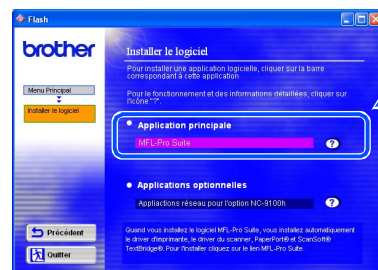 Flash
brother
Installer le logiciel
Pour installer une application logicielle, cliquer sur la barre
correspondant à cette application
Pour le fonctionnement et des informations détaillées, cliquer sur
l'icône "?".
Menu Principal
Installer le logiciel
Application principale
MFL-Pro Suite
?
Applications optionnelles
Appliactions réseau pour l'option NC-9100h
?
Précédent
Quitter
Quand vous installez le logiciel MFL-Pro Suite, vous installez automatiquement
le driver d'imprimante, le driver du scanner, PaperPort® et ScanSoft®
TextBridge®. Pour l'installer cliquez sur le lien MFL-Pro Suite.